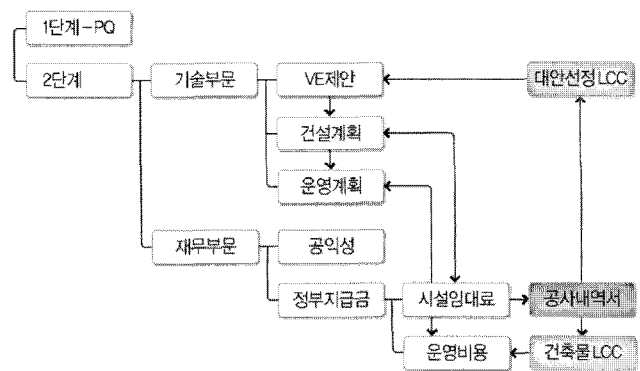 1단계-PQ
2단계
기술부문
VE제안
대안선정 LCC
건설계획
운영계획
재무부문
공익성
정부지급금
시설임대료
공사내역서
운영비용
건축물 LCC